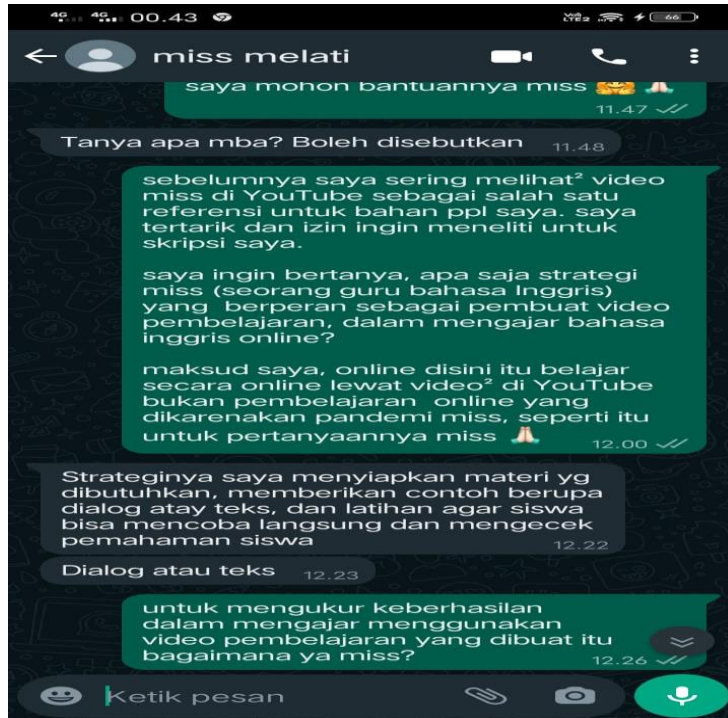 4G 4G 00.43 Vo) LTE2 66
miss melati
saya mohon bantuannya miss
11.47
Tanya apa mba? Boleh disebutkan 11.48
sebelumnya saya sering melihat² video
miss di YouTube sebagai salah satu
referensi untuk bahan ppl saya. saya
tertarik dan izin ingin meneliti untuk
skripsi saya.
saya ingin bertanya, apa saja strategi
miss (seorang guru bahasa Inggris)
yang berperan sebagai pembuat video
pembelajaran, dalam mengajar bahasa
inggris online?
maksud saya, online disini itu belajar
secara online lewat video² di YouTube
bukan pembelajaran online yang
dikarenakan pandemi miss, seperti itu
untuk pertanyaannya miss
12.00
Strateginya saya menyiapkan materi yg
dibutuhkan, memberikan contoh berupa
dialog atay teks, dan latihan agar siswa
bisa mencoba langsung dan mengecek
pemahaman siswa
12.22
Dialog atau teks 12.23
untuk mengukur keberhasilan
dalam mengajar menggunakan
video pembelajaran yang dibuat itu
bagaimana ya miss?
12.26
Ketik pesan